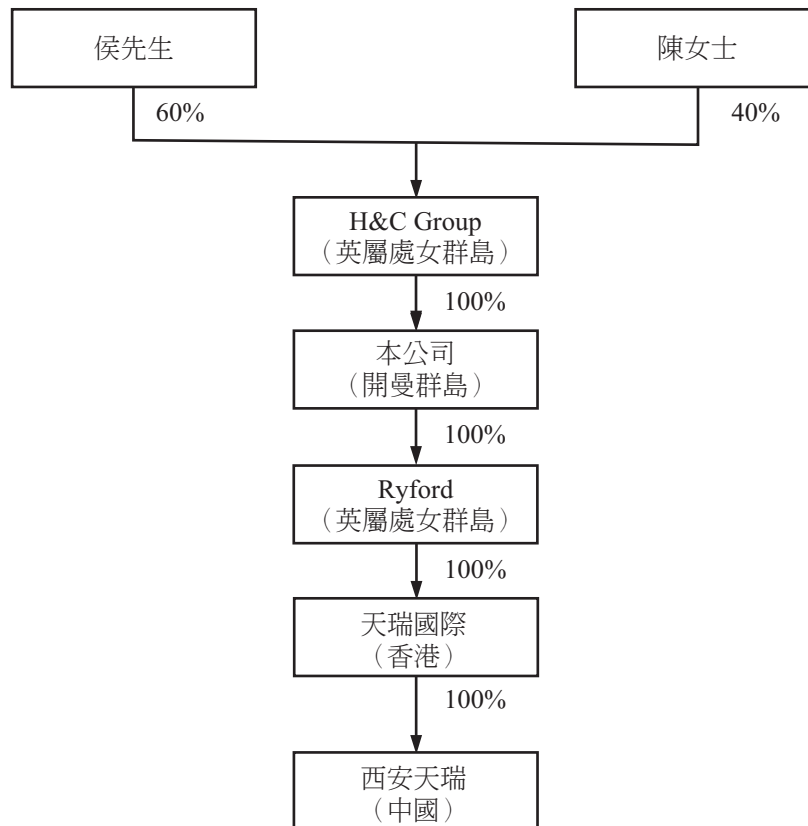 侯先生
陳女士
60%
40%
H&C Group
（英屬處女群島）
100%
本公司
（開曼群島）
100%
Ryford
（英屬處女群島）
100%
天瑞國際
（香港）
100%
西安天瑞
（中國）